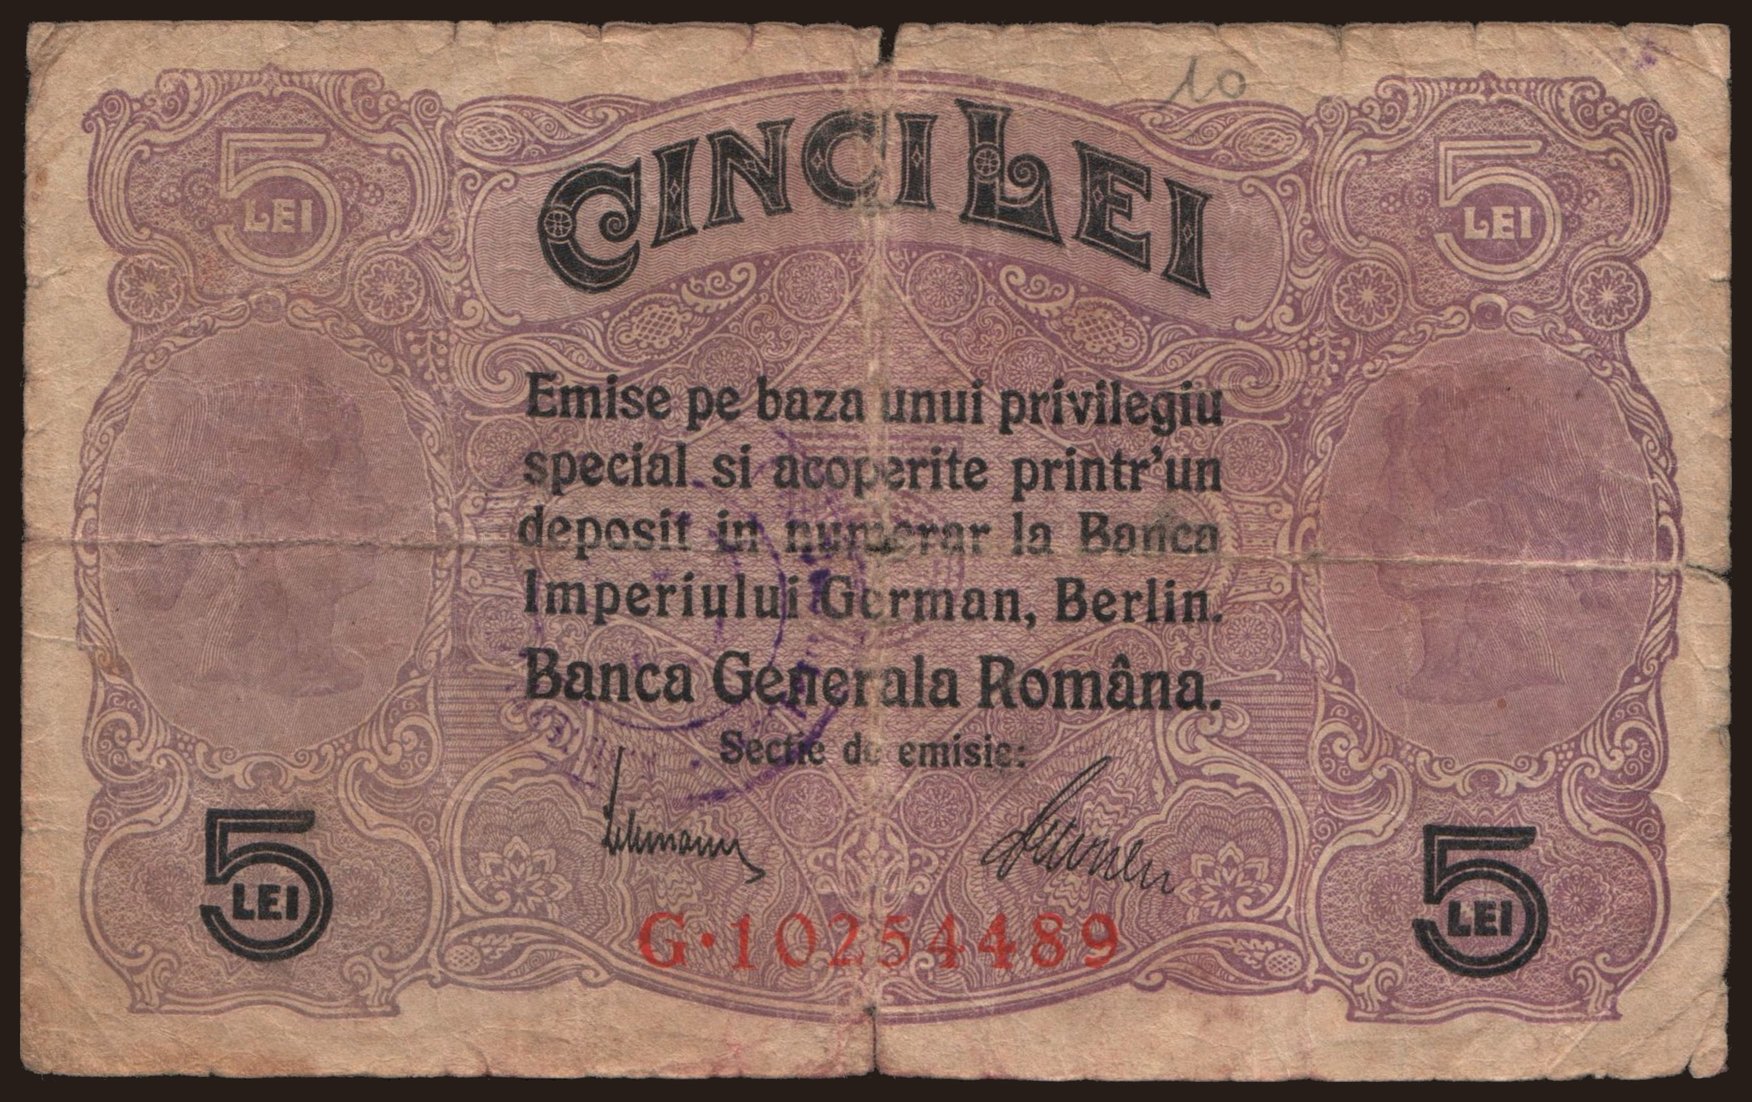 10
5 LEI
CINCI LEI
5 LEI
Emise pe baza unui privilegiu
special si acoperite printr'un
deposit in numerar la Banca
Imperiului German, Berlin.
Banca Generala Româna.
Sectie de emisie:
5 LEI
G·10254489
5 LEI